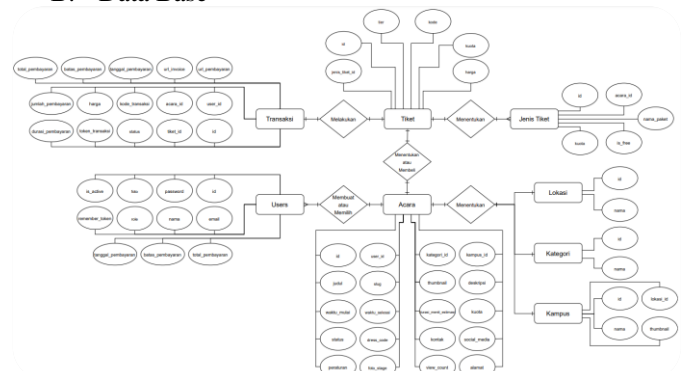 B. Data Base
total_pembayaran
batas_pembayaran
tanggal_pembayaran
url_invoice
url_pembayaran
jumlah_pembayaran
harga
kode_transaksi
acara_id
user_id
durasi_pembayaran
token_transaksi
status
tiket_id
id
Transaksi
Melakukan
id
jenis_tiket_id
kode
kuota
harga
Tiket
Menentukan
Jenis Tiket
id
acara_id
nama_paket
kuota
is_free
Menentukan
atau
Membeli
is_active
password
id
remember_token
role
name
email
tanggal_pembayaran
batas_pembayaran
total_pembayaran
Users
Membuat
atau
Memilih
Acara
Menentukan
Lokasi
id
nama
Kategori
id
nama
Kampus
id
lokasi_id
nama
thumbnail
id
user_id
kategori_id
kampus_id
judul
slug
thumbnail
deskripsi
waktu_mulai
waktu_selesai
kuota
status
dress_code
kontak
social_media
peraturan
view_count
alamat